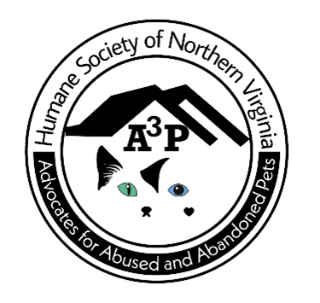 Humane Society of Northern Virginia
A³P
Advocates for Abused and Abandoned Pets